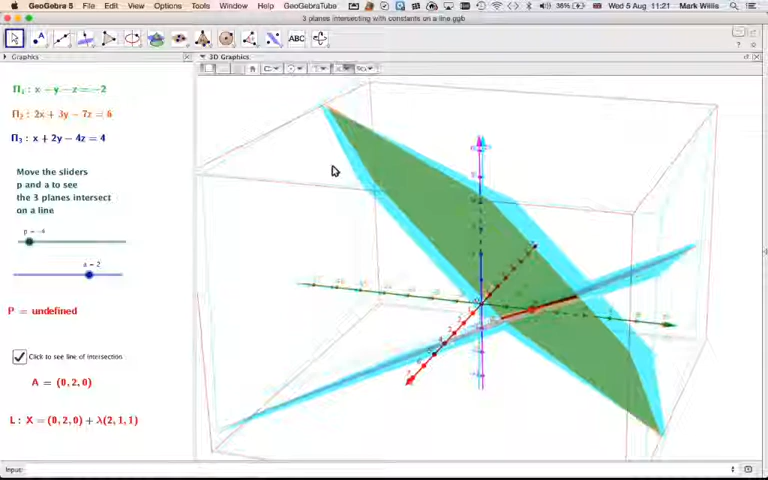 GeoGebra 5 File Edit View Options Tools Window Help GeoGebraTube 36% Wed 5 Aug 11:21 Mark Willis
3 planes intersecting with constants on a line.ggb
ABC
Graphics
3D Graphics
Π₁ : x − y − z = −2
Π₂ : 2x + 3y − 7z = 6
Π₃ : x + 2y − 4z = 4
Move the sliders
p and a to see
the 3 planes intersect
on a line
p = −4
a = 2
P = undefined
Click to see line of intersection
A = (0, 2, 0)
L : X = (0, 2, 0) + λ(2, 1, 1)
Input: